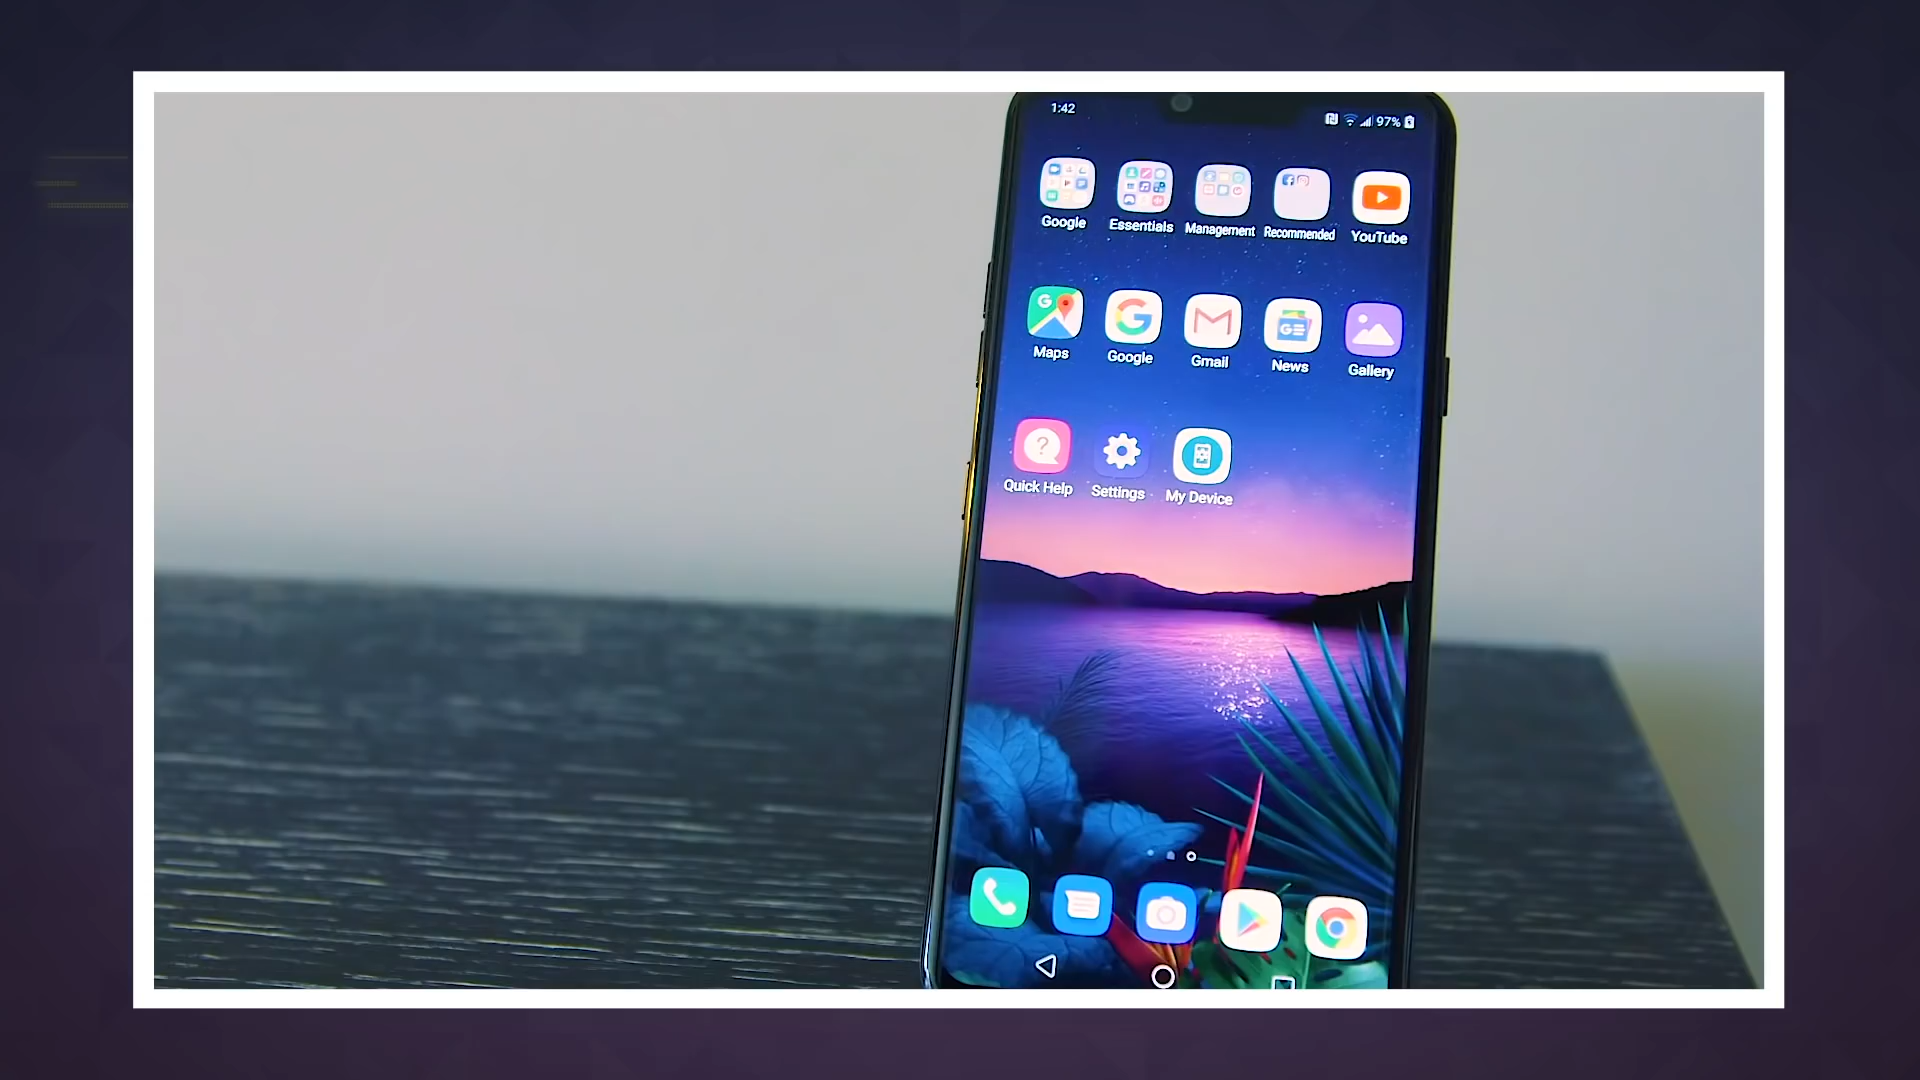 1:42
97%
Google
Essentials
Management
Recommended
YouTube
Maps
Google
Gmail
News
Gallery
Quick Help
Settings
My Device